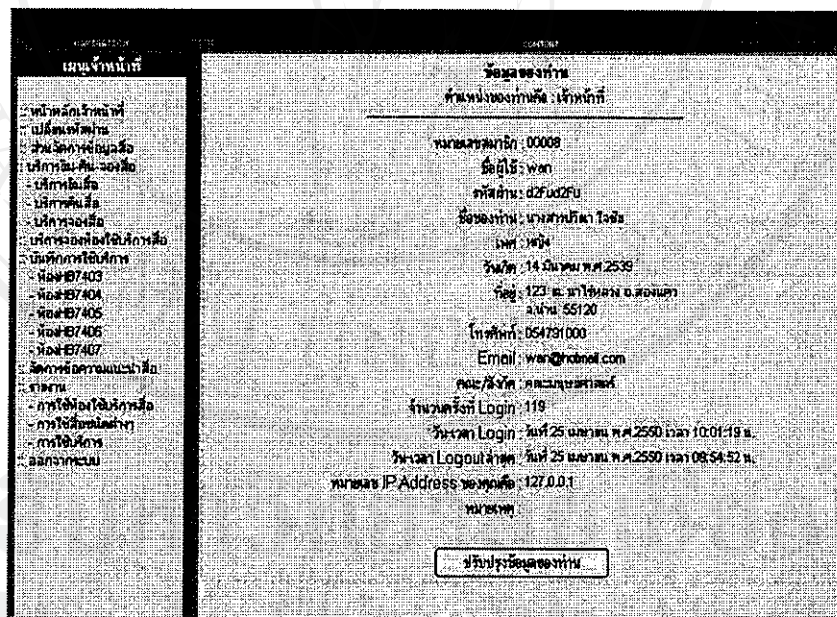 NAVIGATION
CONTENT
เมนูเจ้าหน้าที่
หน้าหลักเจ้าหน้าที่
เปลี่ยนรหัสผ่าน
ส่วนจัดการข้อมูลสื่อ
บริการยืม-คืน-จองสื่อ
- บริการยืมสื่อ
- บริการคืนสื่อ
- บริการจองสื่อ
บริการจองห้องใช้บริการสื่อ
บันทึกการใช้บริการ
- ห้องHB7403
- ห้องHB7404
- ห้องHB7405
- ห้องHB7406
- ห้องHB7407
จัดการข้อความแนะนำสื่อ
รายงาน
- การใช้ห้องใช้บริการสื่อ
- การใช้สื่อชนิดต่างๆ
- การใช้บริการ
ออกจากระบบ
ข้อมูลของท่าน
ตำแหน่งของท่านคือ : เจ้าหน้าที่
หมายเลขสมาชิก : 00008
ชื่อผู้ใช้ : wan
รหัสผ่าน : d2Fud2FU
ชื่อของท่าน : นางสาว
เพศ : หญิง
วันเกิด : 14 มีนาคม พ.ศ.2539
ที่อยู่ : 123 ต. นาไร่หลวง อ.สองแคว
จ.น่าน 55120
โทรศัพท์ : 054731000
Email : wan@hotmail.com
คณะ/สังกัด : คณะมนุษยศาสตร์
จำนวนครั้งที่ Login : 119
วัน-เวลา Login : วันที่ 25 เมษายน พ.ศ.2550 เวลา 10:01:19 น.
วัน-เวลา Logoutล่าสุด : วันที่ 25 เมษายน พ.ศ.2550 เวลา 09:54:52 น.
หมายเลข IP Address ของคุณคือ : 127.0.0.1
หมายเหตุ :
ปรับปรุงข้อมูลของท่าน